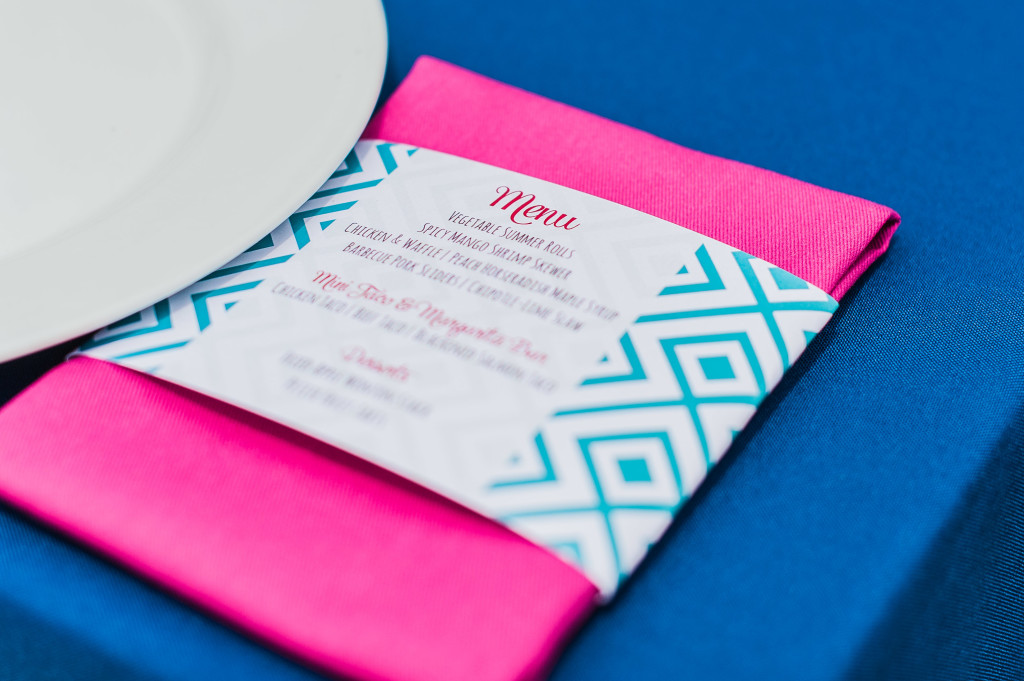 Menu
Vegetable Summer Rolls
Spicy Mango Shrimp Skewer
Chicken & Waffle | Peach Horseradish Maple Syrup
Barbecue Pork Sliders | Chipotle-Lime Slaw
Mini Taco & Margarita Bar
Chicken Taco | Beef Taco | Blackened Salmon Taco
Desserts